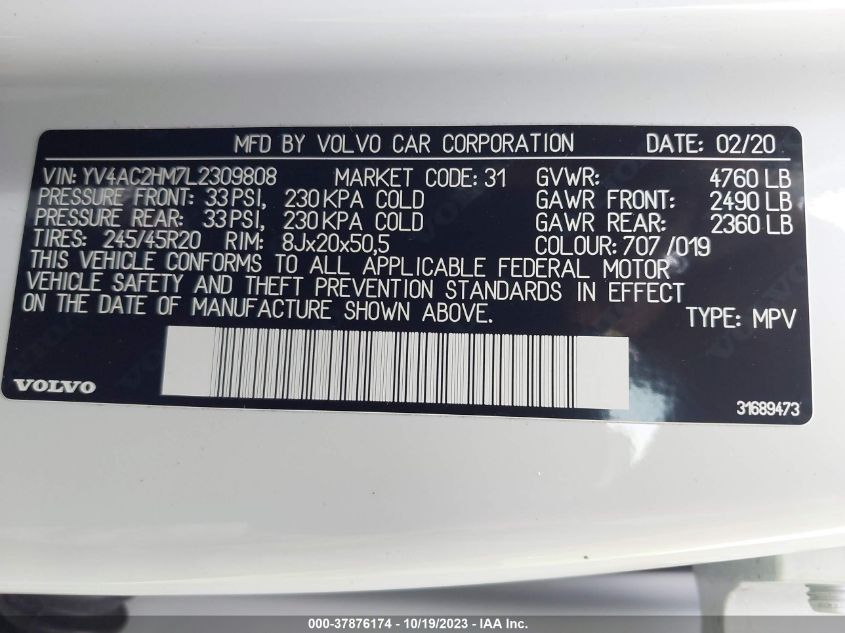 MFD BY VOLVO CAR CORPORATION DATE: 02/20
VIN: YV4AC2HM7L2309808 MARKET CODE: 31 GVWR: 4760 LB
PRESSURE FRONT: 33 PSI, 230 KPA COLD GAWR FRONT: 2490 LB
PRESSURE REAR: 33 PSI, 230 KPA COLD GAWR REAR: 2360 LB
TIRES: 245/45R20 RIM: 8Jx20x50,5 COLOUR: 707 /019
THIS VEHICLE CONFORMS TO ALL APPLICABLE FEDERAL MOTOR
VEHICLE SAFETY AND THEFT PREVENTION STANDARDS IN EFFECT
ON THE DATE OF MANUFACTURE SHOWN ABOVE. TYPE: MPV
VOLVO 31689473
000-37876174 - 10/19/2023 - IAA Inc.